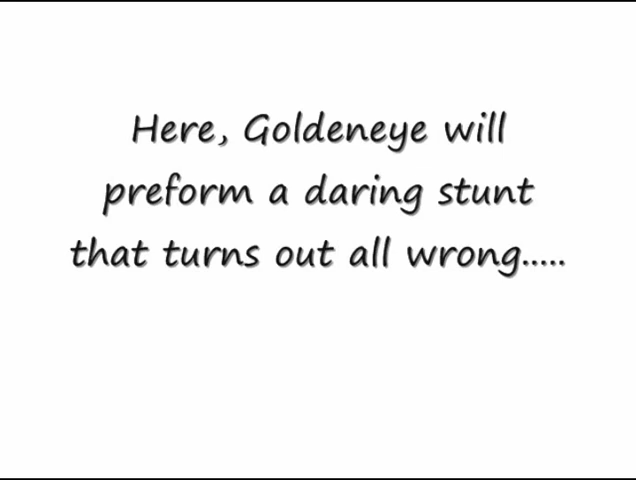 Here, Goldeneye will
preform a daring stunt
that turns out all wrong.....